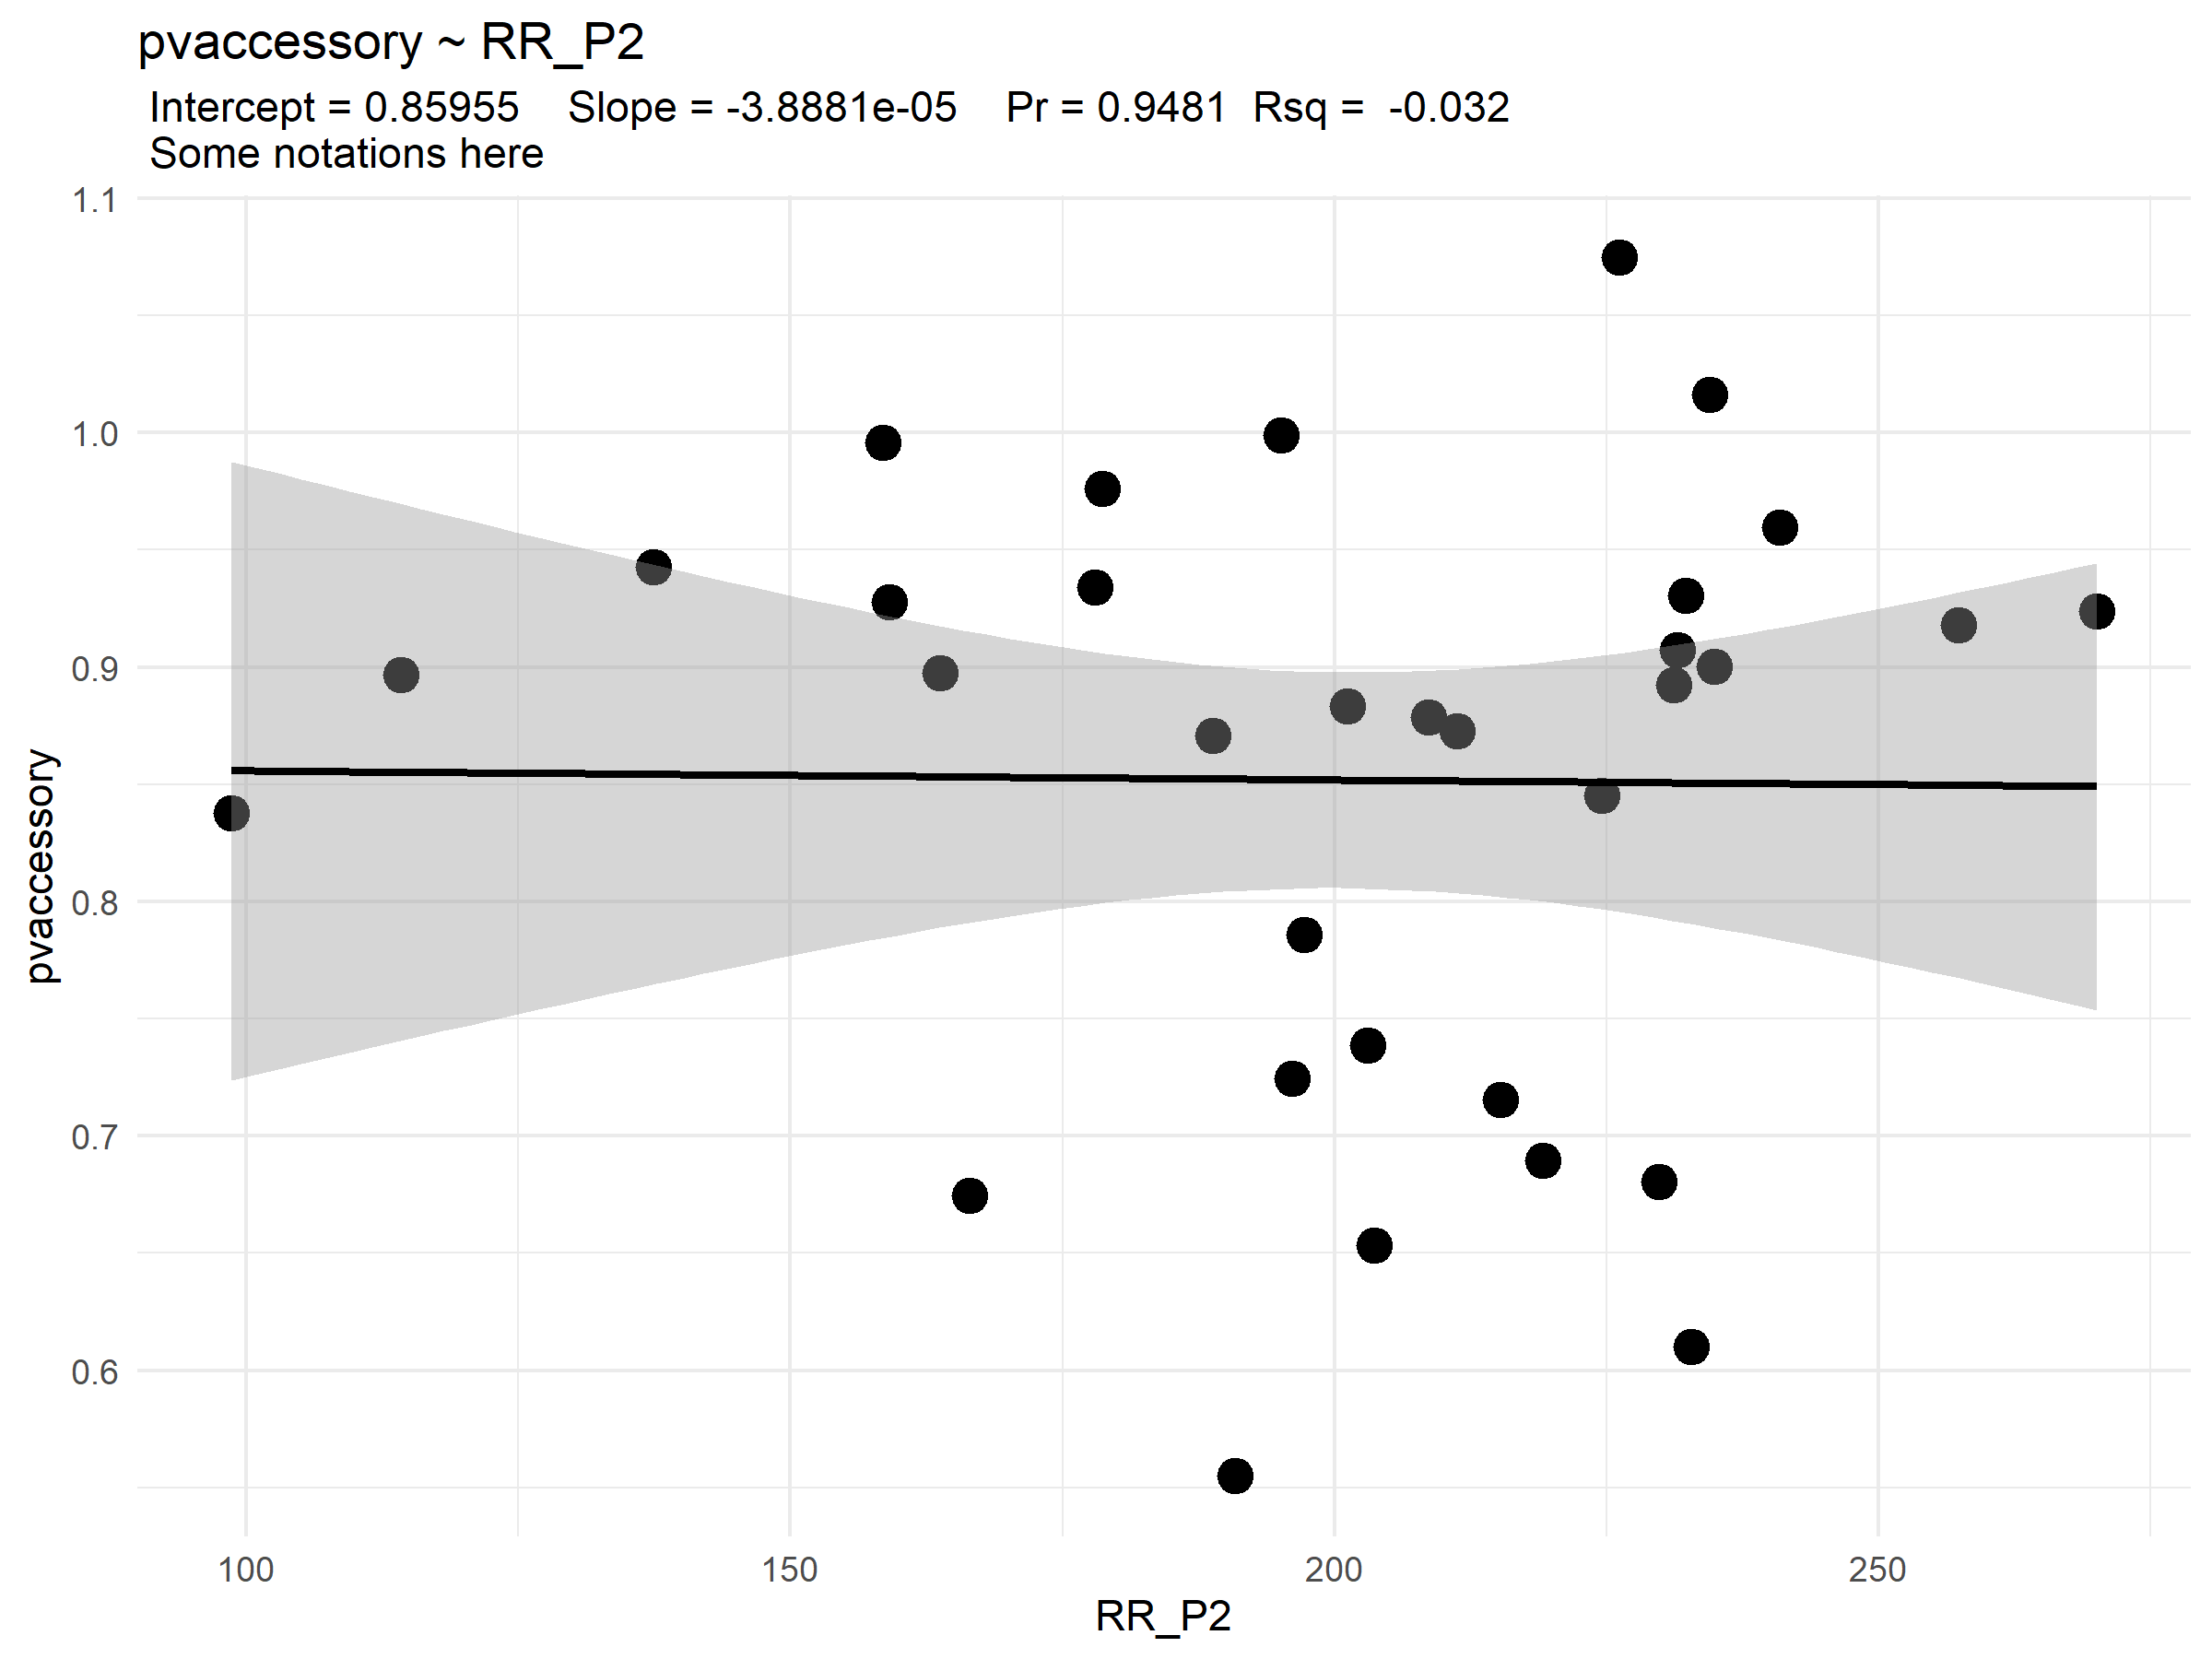 pvaccessory ~ RR_P2
Intercept = 0.85955 Slope = -3.8881e-05 Pr = 0.9481 Rsq = -0.032
Some notations here
1.1
1.0
0.9
0.8
0.7
0.6
pvaccessory
100 150 200 250
RR_P2